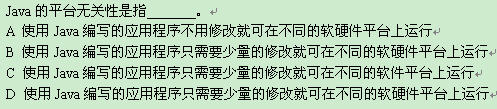 Java 的平台无关性是指______。
A 使用 Java 编写的应用程序不用修改就可在不同的软硬件平台上运行
B 使用 Java 编写的应用程序只需要少量的修改就可在不同的软硬件平台上运行
C 使用 Java 编写的应用程序只需要少量的修改就可在不同的软件平台上运行
D 使用 Java 编写的应用程序只需要少量的修改就可在不同的硬件平台上运行